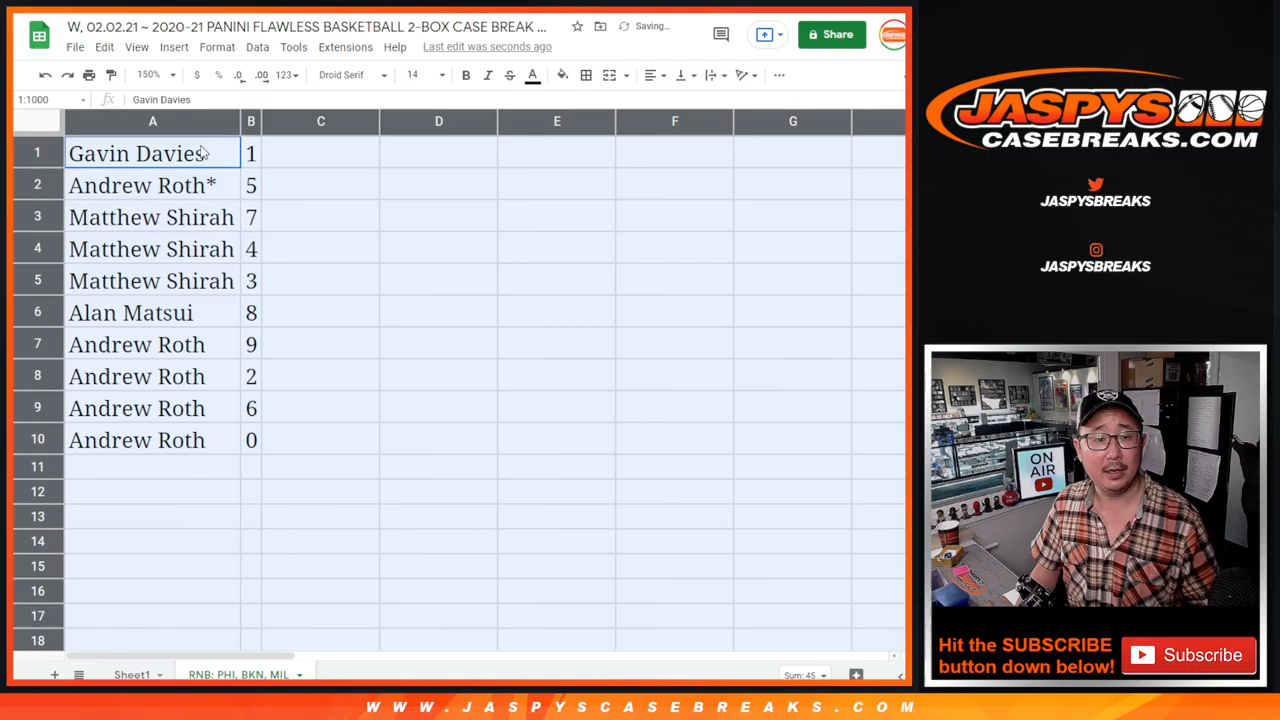 W, 02.02.21 ~ 2020-21 PANINI FLAWLESS BASKETBALL 2-BOX CASE BREAK ...
Saving...
Share
File Edit View Insert Format Data Tools Extensions Help Last edit was seconds ago
150% $ % .0 .00 123 Droid Serif 14 B I S A
1:1000 fx Gavin Davies
A B C D E F G
1 Gavin Davies 1
2 Andrew Roth* 5
3 Matthew Shirah 7
4 Matthew Shirah 4
5 Matthew Shirah 3
6 Alan Matsui 8
7 Andrew Roth 9
8 Andrew Roth 2
9 Andrew Roth 6
10 Andrew Roth 0
11
12
13
14
15
16
17
18
Sheet1 RNB: PHI, BKN, MIL Sum: 45
JASPYS
CASEBREAKS.COM
JASPYSBREAKS
JASPYSBREAKS
ON
AIR
Hit the SUBSCRIBE
button down below!
Subscribe
WWW.JASPYSCASEBREAKS.COM